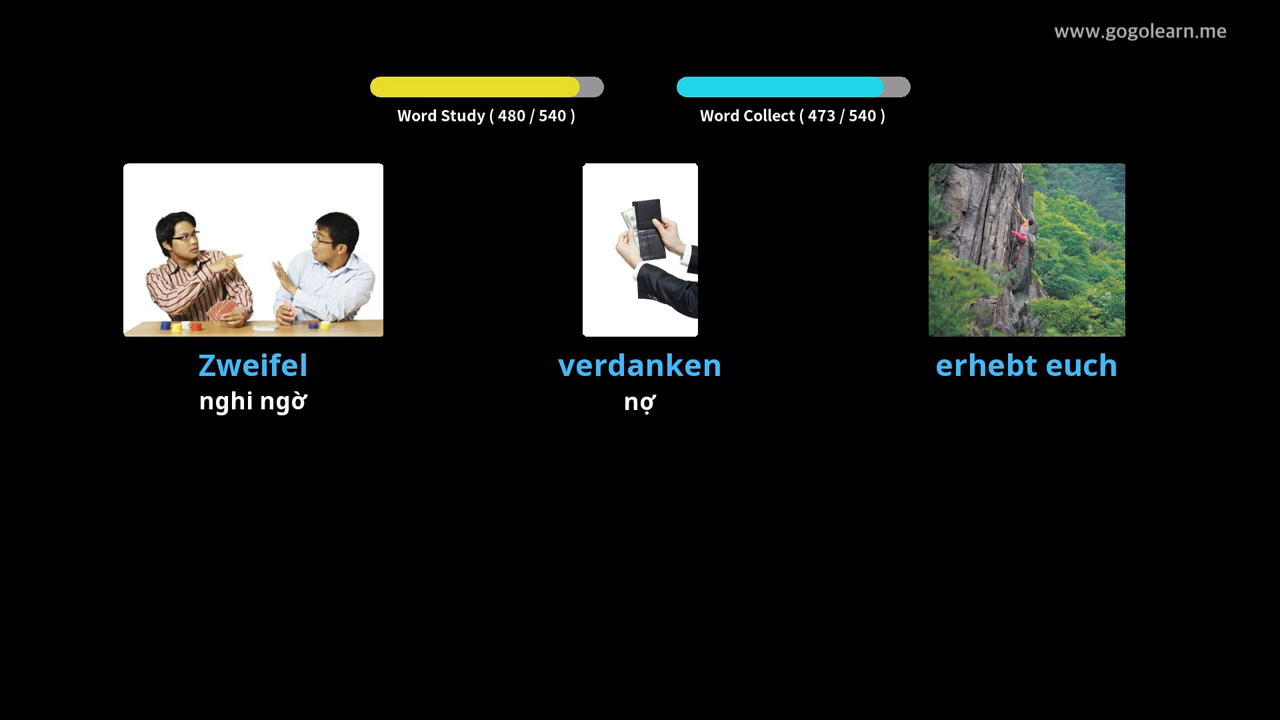 www.gogolearn.me
Word Study ( 480 / 540 )
Word Collect ( 473 / 540 )
Zweifel
nghi ngờ
verdanken
nợ
erhebt euch